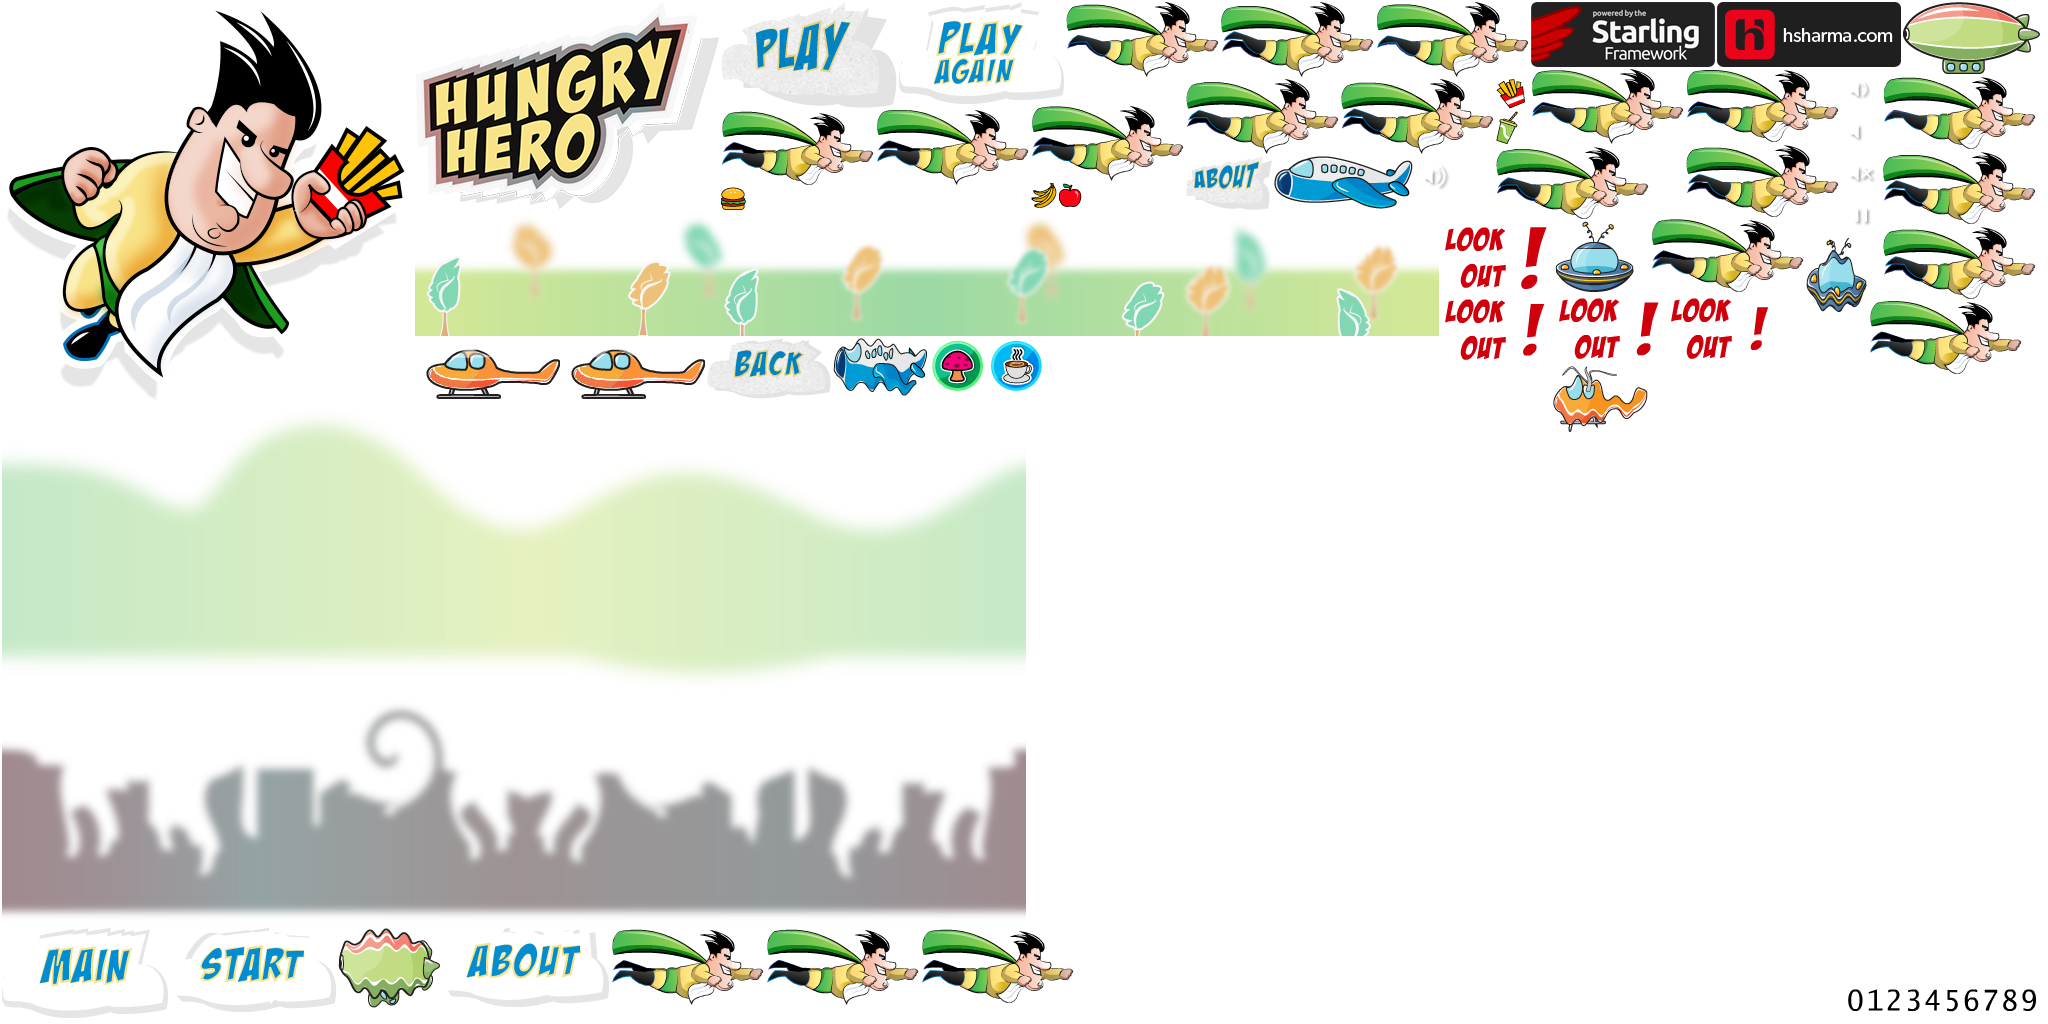 HUNGRY
HERO
PLAY
PLAY
AGAIN
powered by the
Starling
Framework
h
hsharma.com
ABOUT
LOOK
OUT !
LOOK
OUT !
LOOK
OUT !
LOOK
OUT !
BACK
MAIN
START
ABOUT
0123456789